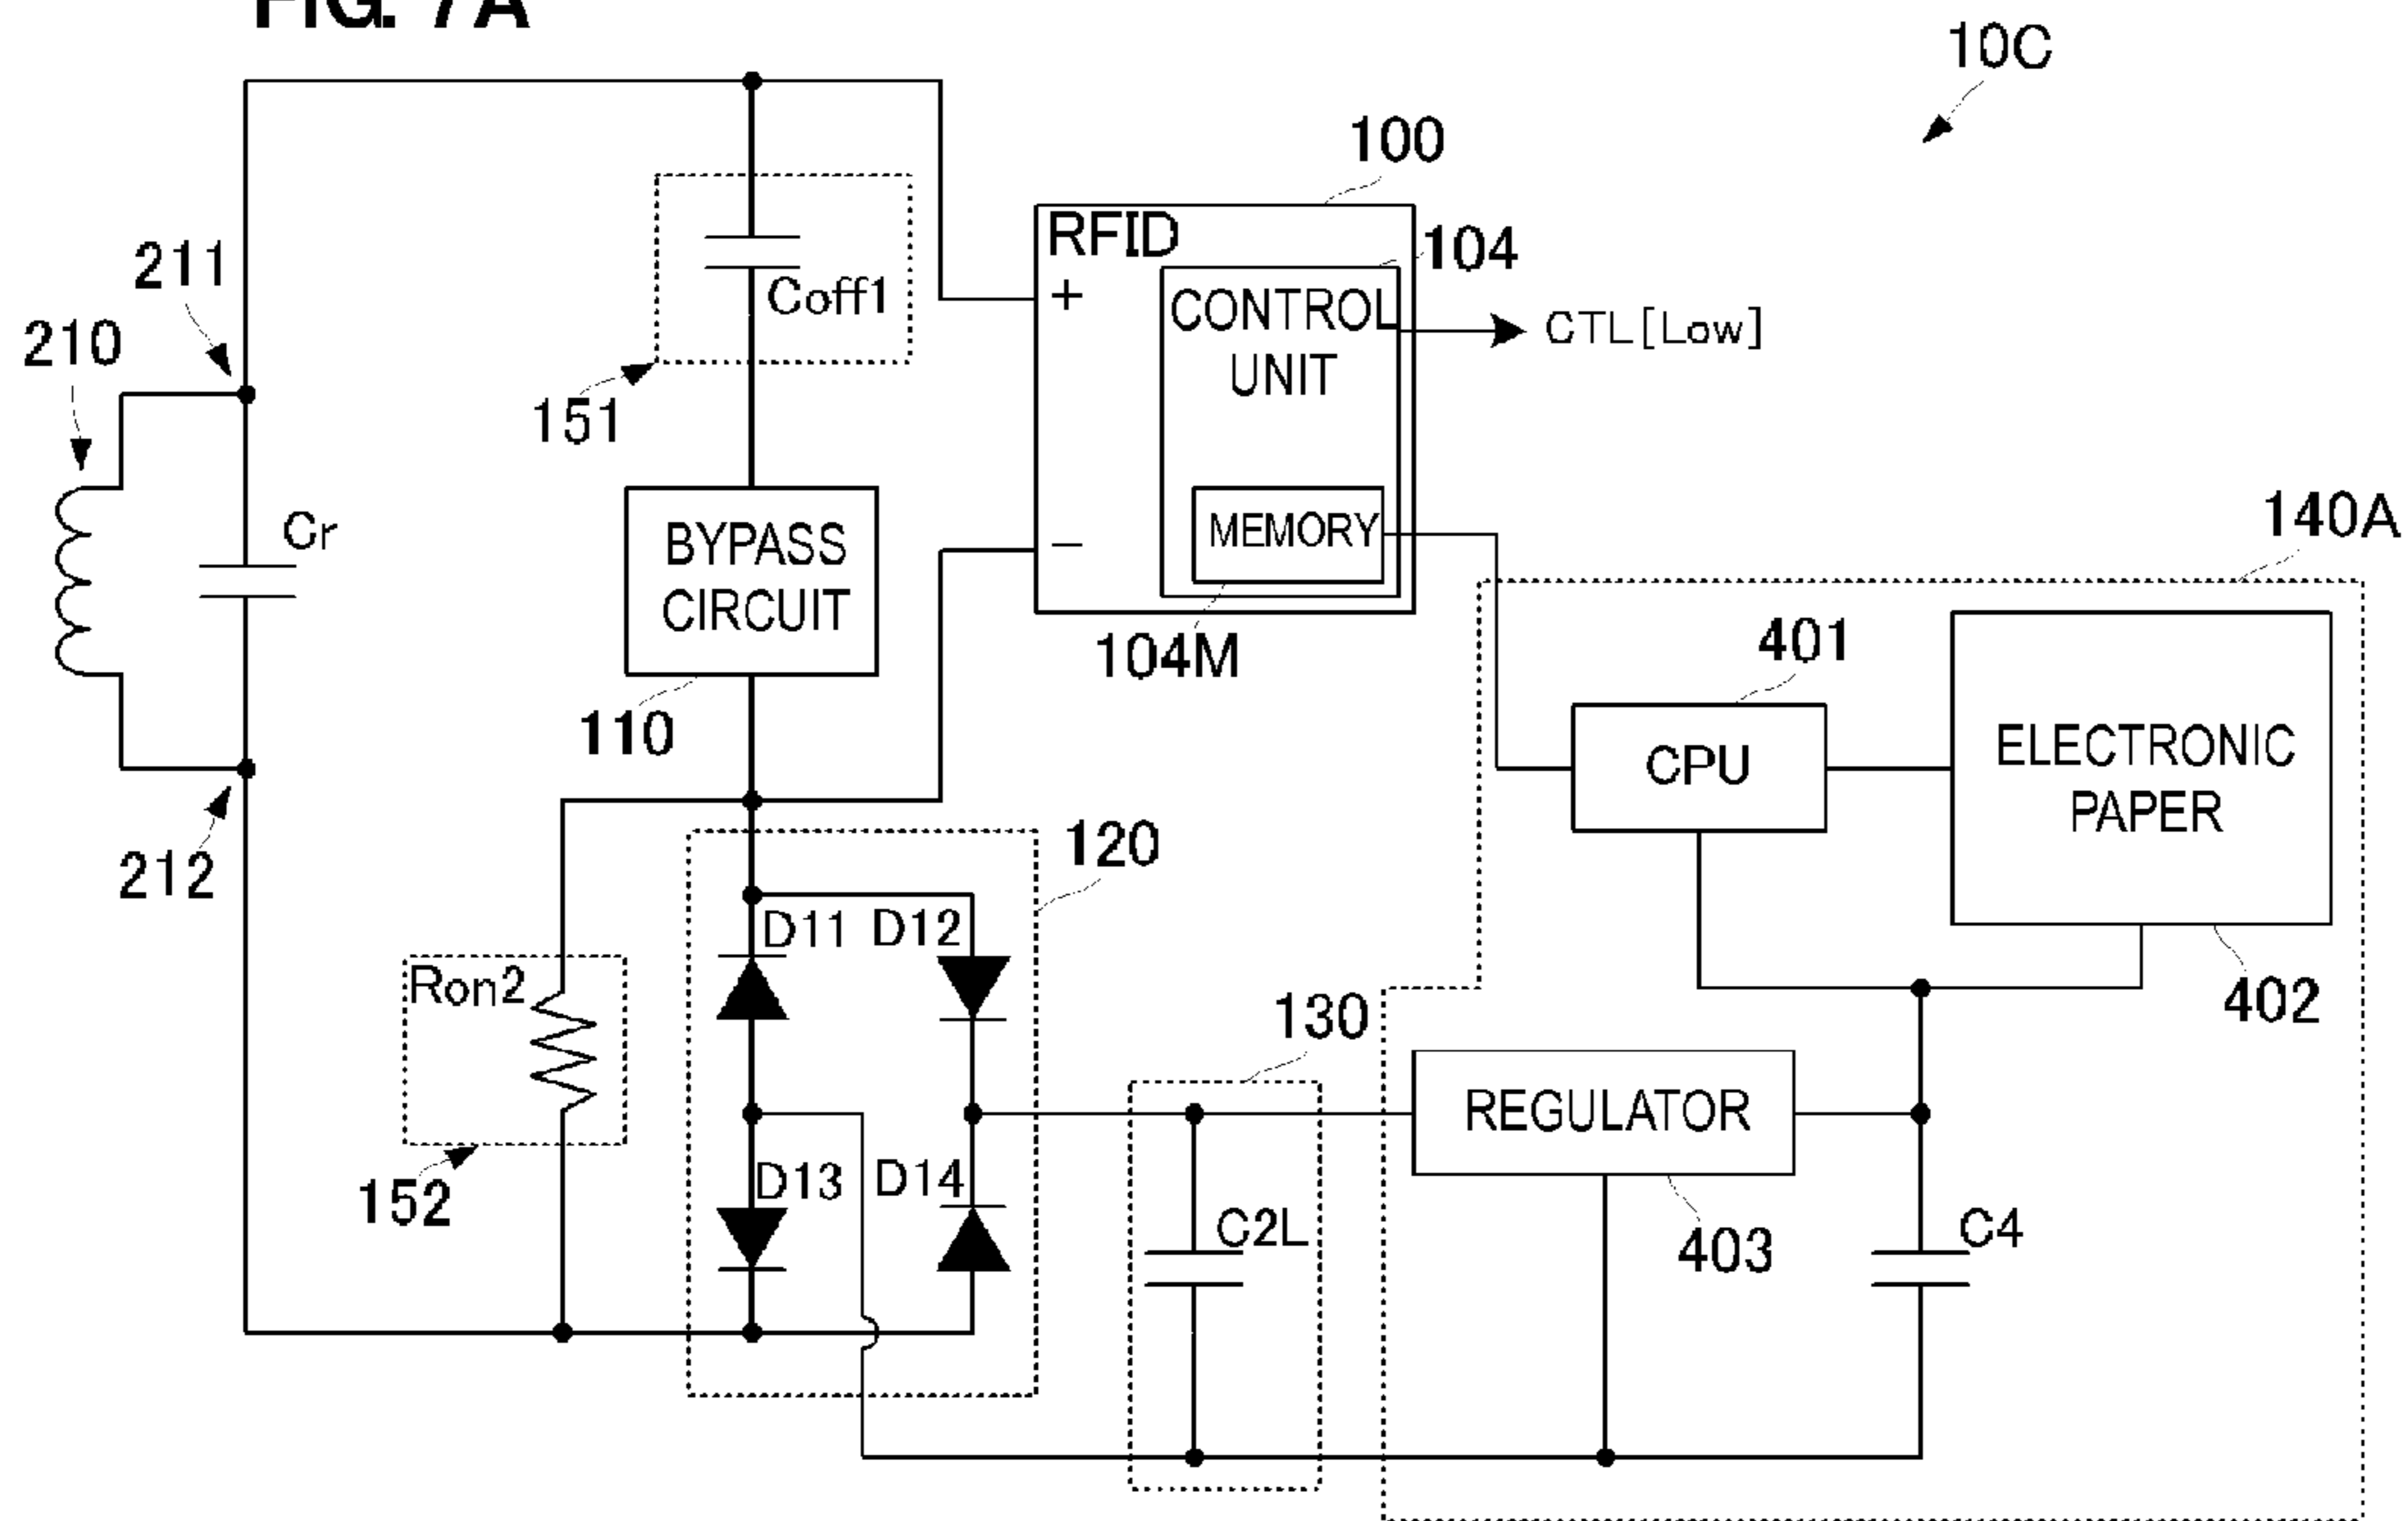 FIG. 7A
10C
100
RFID
104
211
+
CONTROL
UNIT
CTL[Low]
Coff1
210
151
Cr
MEMORY
140A
BYPASS
CIRCUIT
−
104M
401
110
CPU
ELECTRONIC
PAPER
212
120
D11
D12
Ron2
130
402
REGULATOR
152
D13
D14
C2L
403
C4